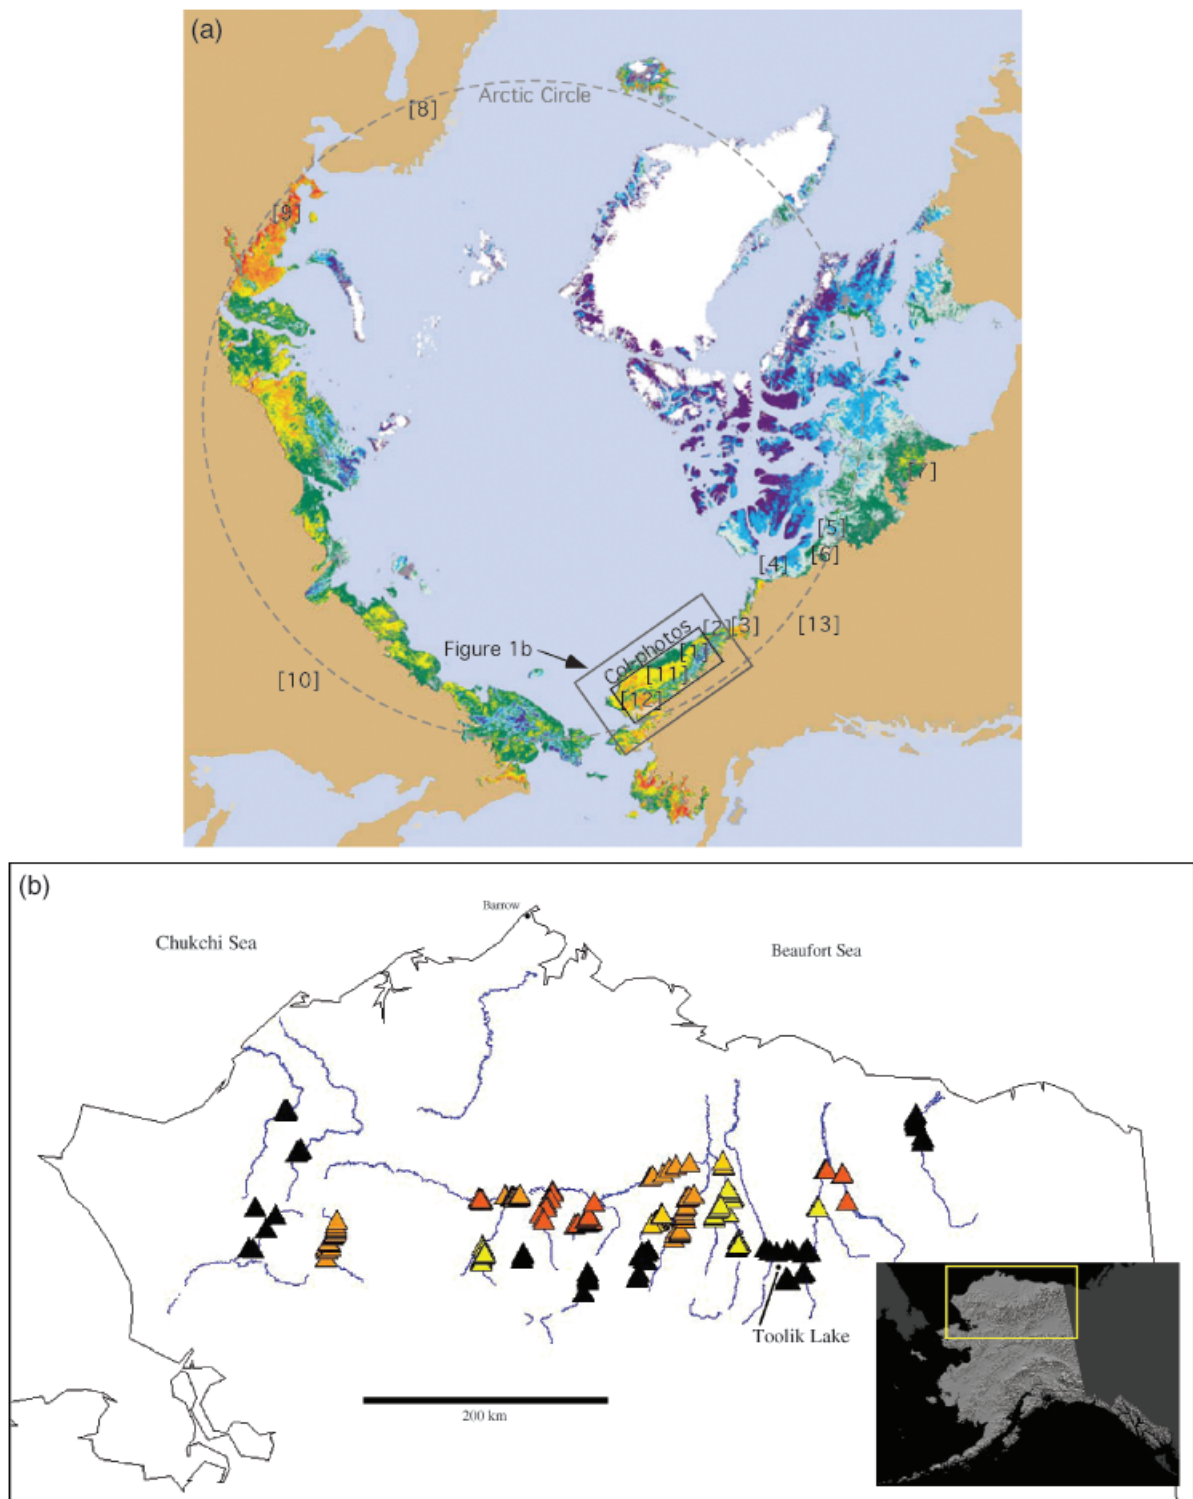 (a)
Arctic Circle
[8]
[9]
[7]
[5]
[6]
[4]
[13]
[2]
[3]
Figure 1b
Col-photos
[1]
[11]
[12]
[10]
(b)
Barrow
Chukchi Sea
Beaufort Sea
Toolik Lake
200 km